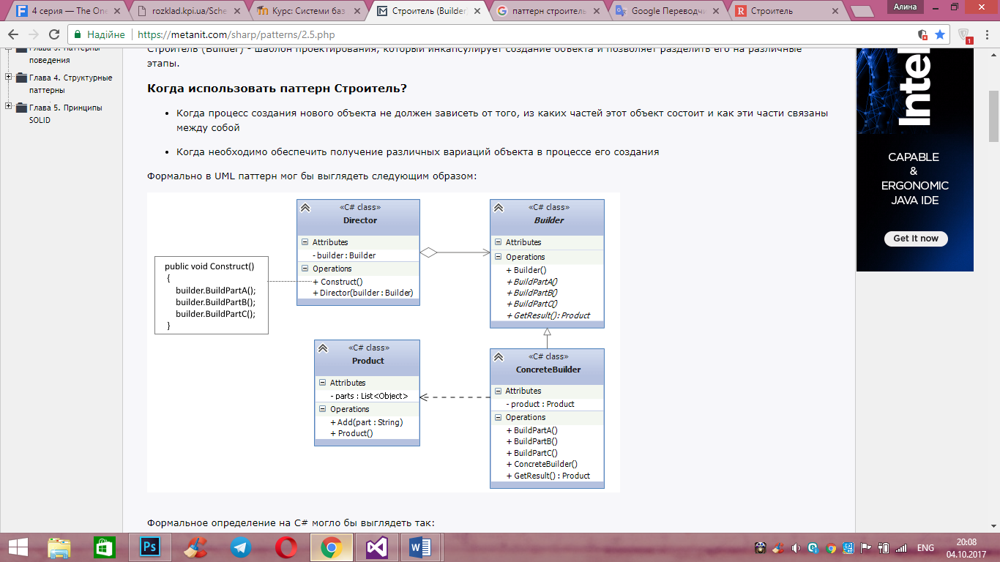 4 серия — The One
rozklad.kpi.ua/Sche
Курс: Системи баз
Строитель (Builder
паттерн строитель
Google Переводчи
Строитель
Алина
Надійне
https://metanit.com/sharp/patterns/2.5.php
1
Глава 3. Паттерны
поведения
Глава 4. Структурные
паттерны
Глава 5. Принципы
SOLID
Строитель (Builder) - шаблон проектирования, который инкапсулирует создание объекта и позволяет разделить его на различные
этапы.
Когда использовать паттерн Строитель?
Когда процесс создания нового объекта не должен зависеть от того, из каких частей этот объект состоит и как эти части связаны
между собой
Когда необходимо обеспечить получение различных вариаций объекта в процессе его создания
Формально в UML паттерн мог бы выглядеть следующим образом:
public void Construct()
{
builder.BuildPartA();
builder.BuildPartB();
builder.BuildPartC();
}
«C# class»
Director
Attributes
- builder : Builder
Operations
+ Construct()
+ Director(builder : Builder)
«C# class»
Builder
Attributes
Operations
+ Builder()
+ BuildPartA()
+ BuildPartB()
+ BuildPartC()
+ GetResult() : Product
«C# class»
Product
Attributes
- parts : List<Object>
Operations
+ Add(part : String)
+ Product()
«C# class»
ConcreteBuilder
Attributes
- product : Product
Operations
+ BuildPartA()
+ BuildPartB()
+ BuildPartC()
+ ConcreteBuilder()
+ GetResult() : Product
Формальное определение на C# могло бы выглядеть так:
Intel
CAPABLE
&
ERGONOMIC
JAVA IDE
Get it now
Ps
ENG
20:08
04.10.2017